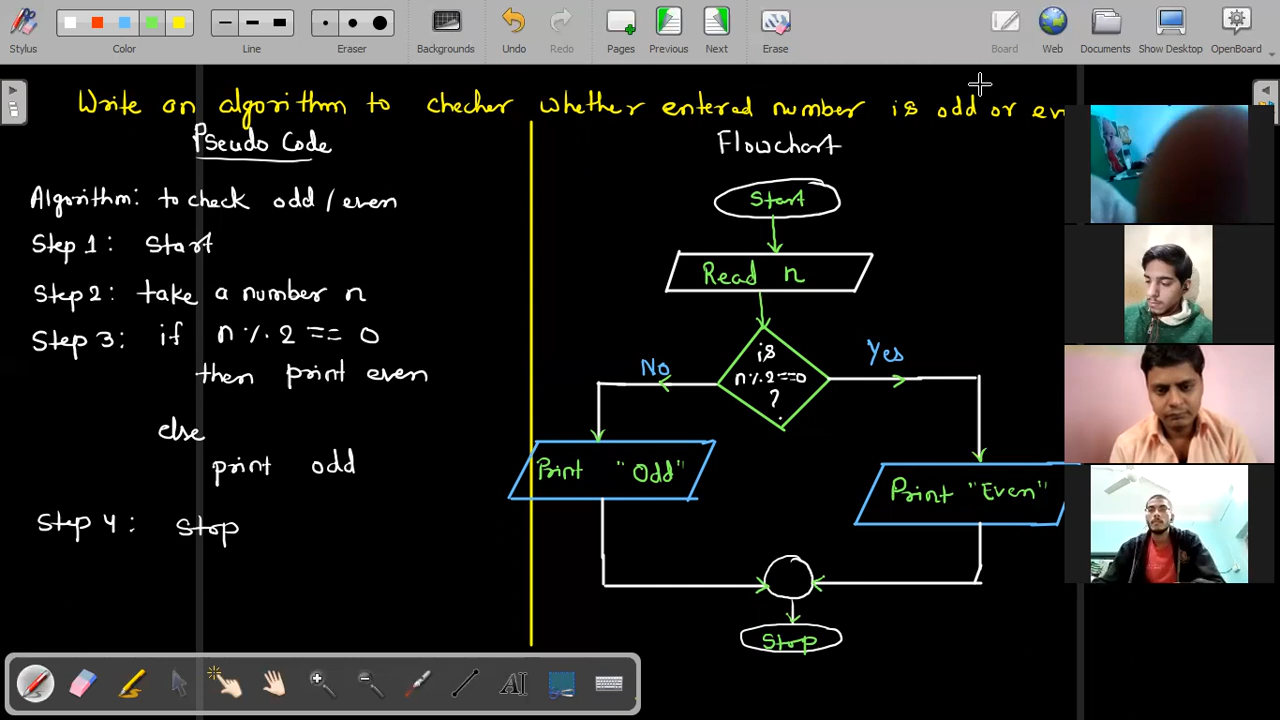 Stylus
Color
Line
Eraser
Backgrounds
Undo
Redo
Pages
Previous
Next
Erase
Board
Web
Documents
Show Desktop
OpenBoard
Write an algorithm to checher whether entered number is odd or ev
Pseudo Code
Algorithm: to check odd / even
Step 1: Start
Step 2: take a number n
Step 3: if n % 2 == 0
then print even
else
print odd
Step 4: Stop
Flowchart
Start
Read n
is
n % 2 == 0
?
No
Yes
Print "Odd"
Print "Even"
Stop
AI